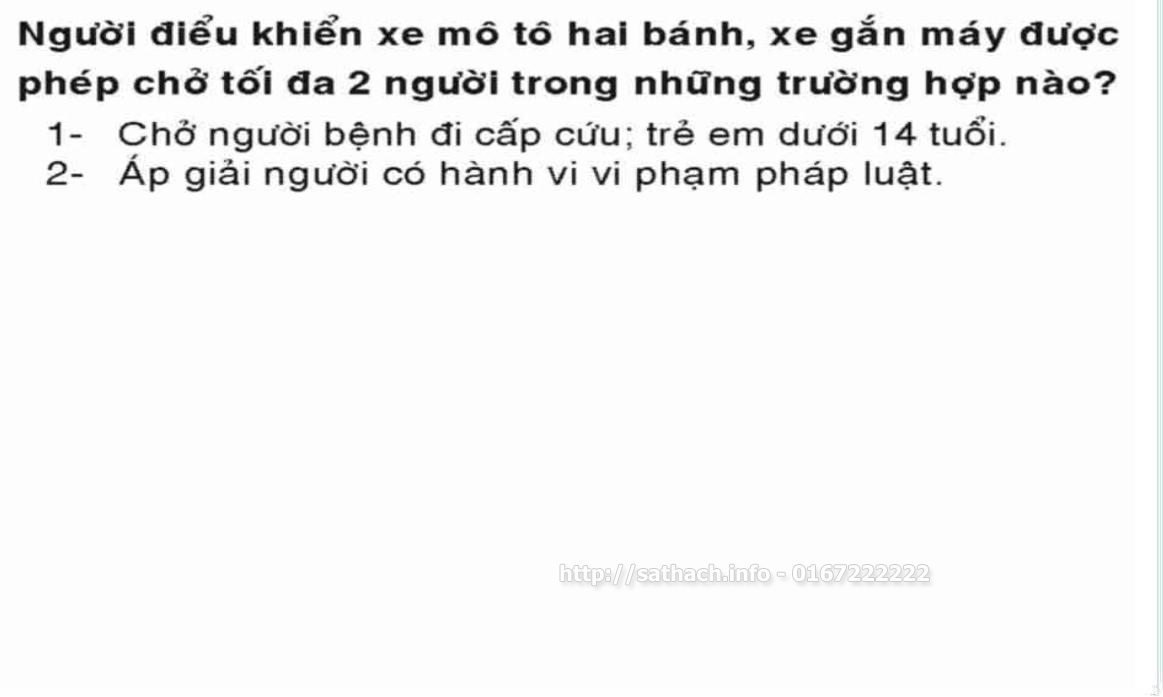 Người điểu khiển xe mô tô hai bánh, xe gắn máy được
phép chở tối đa 2 người trong những trường hợp nào?
1- Chở người bệnh đi cấp cứu; trẻ em dưới 14 tuổi.
2- Áp giải người có hành vi vi phạm pháp luật.
http://sathach.info - 0167222222